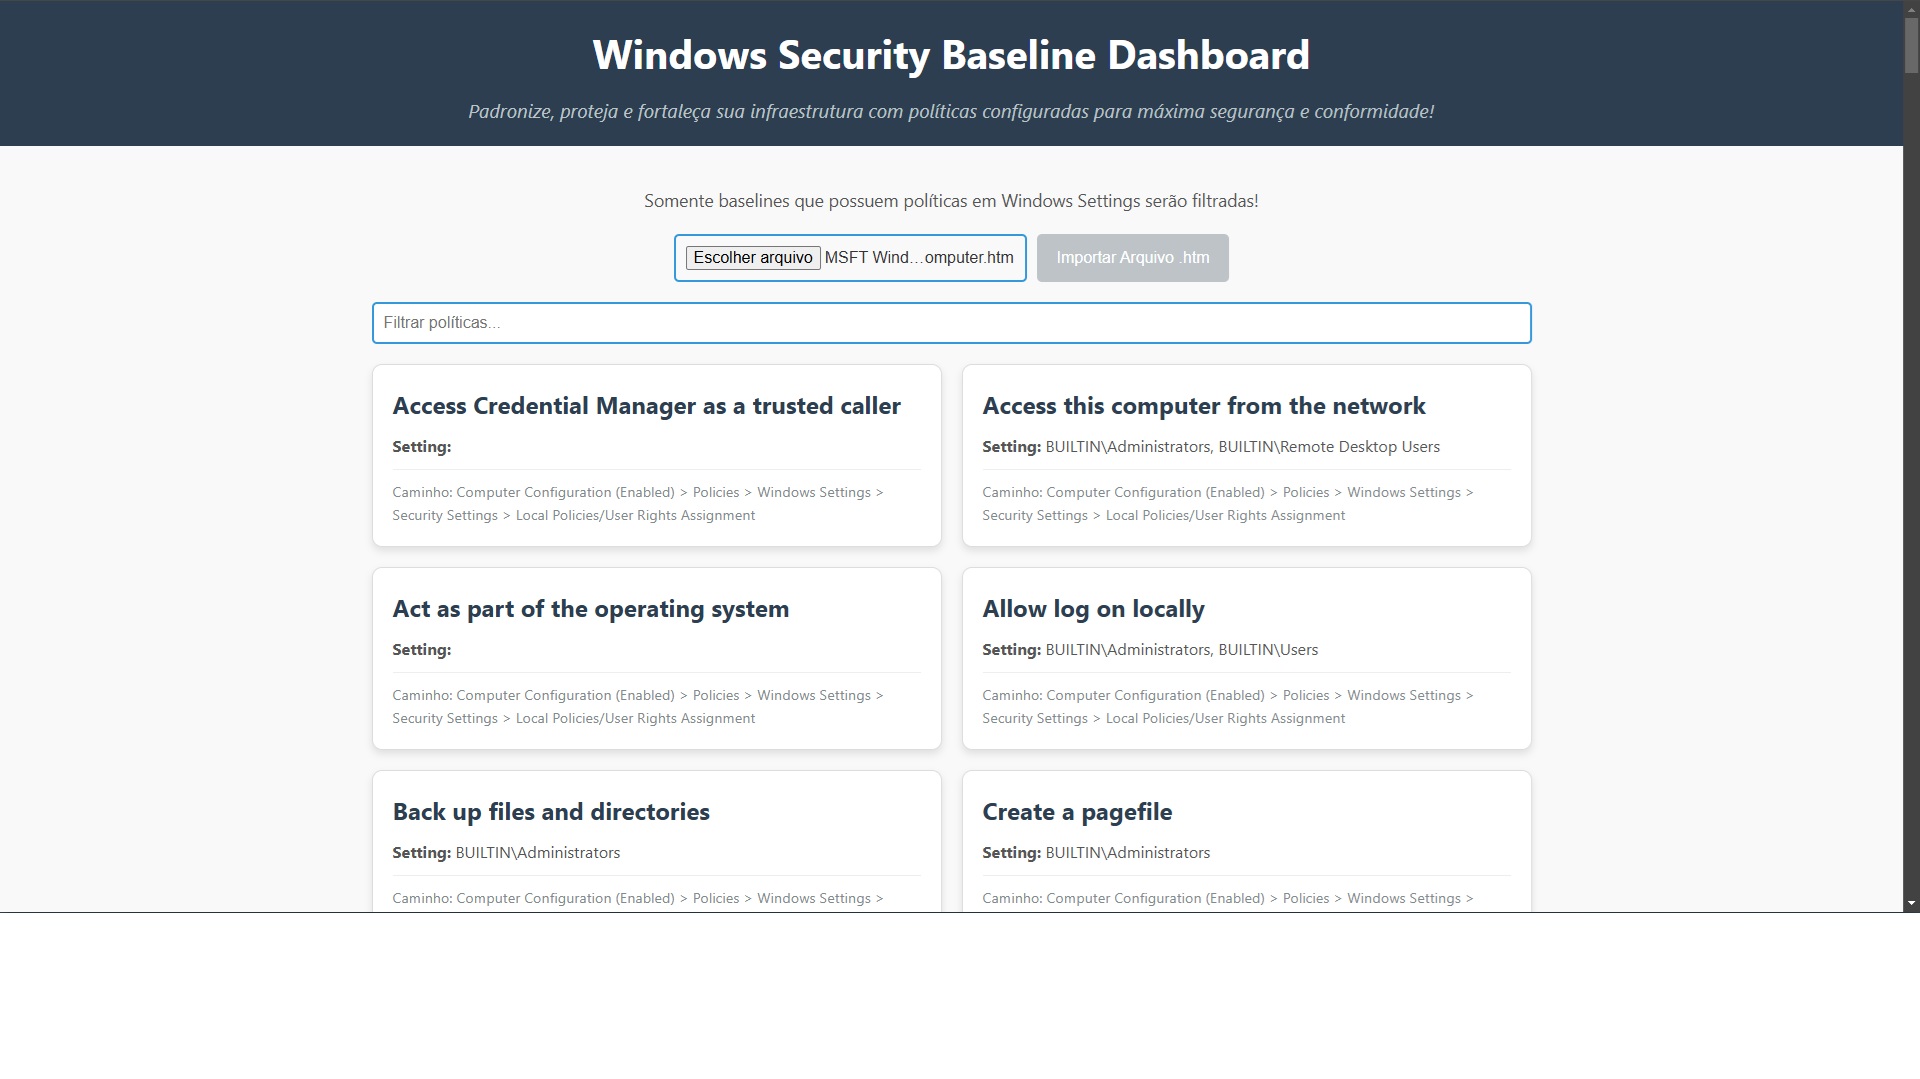 Windows Security Baseline Dashboard
Padronize, proteja e fortaleça sua infraestrutura com políticas configuradas para máxima segurança e conformidade!
Somente baselines que possuem políticas em Windows Settings serão filtradas!
Escolher arquivo MSFT Wind...omputer.htm
Importar Arquivo .htm
Filtrar políticas...
Access Credential Manager as a trusted caller
Setting:
Caminho: Computer Configuration (Enabled) > Policies > Windows Settings >
Security Settings > Local Policies/User Rights Assignment
Access this computer from the network
Setting: BUILTIN\Administrators, BUILTIN\Remote Desktop Users
Caminho: Computer Configuration (Enabled) > Policies > Windows Settings >
Security Settings > Local Policies/User Rights Assignment
Act as part of the operating system
Setting:
Caminho: Computer Configuration (Enabled) > Policies > Windows Settings >
Security Settings > Local Policies/User Rights Assignment
Allow log on locally
Setting: BUILTIN\Administrators, BUILTIN\Users
Caminho: Computer Configuration (Enabled) > Policies > Windows Settings >
Security Settings > Local Policies/User Rights Assignment
Back up files and directories
Setting: BUILTIN\Administrators
Caminho: Computer Configuration (Enabled) > Policies > Windows Settings >
Create a pagefile
Setting: BUILTIN\Administrators
Caminho: Computer Configuration (Enabled) > Policies > Windows Settings >